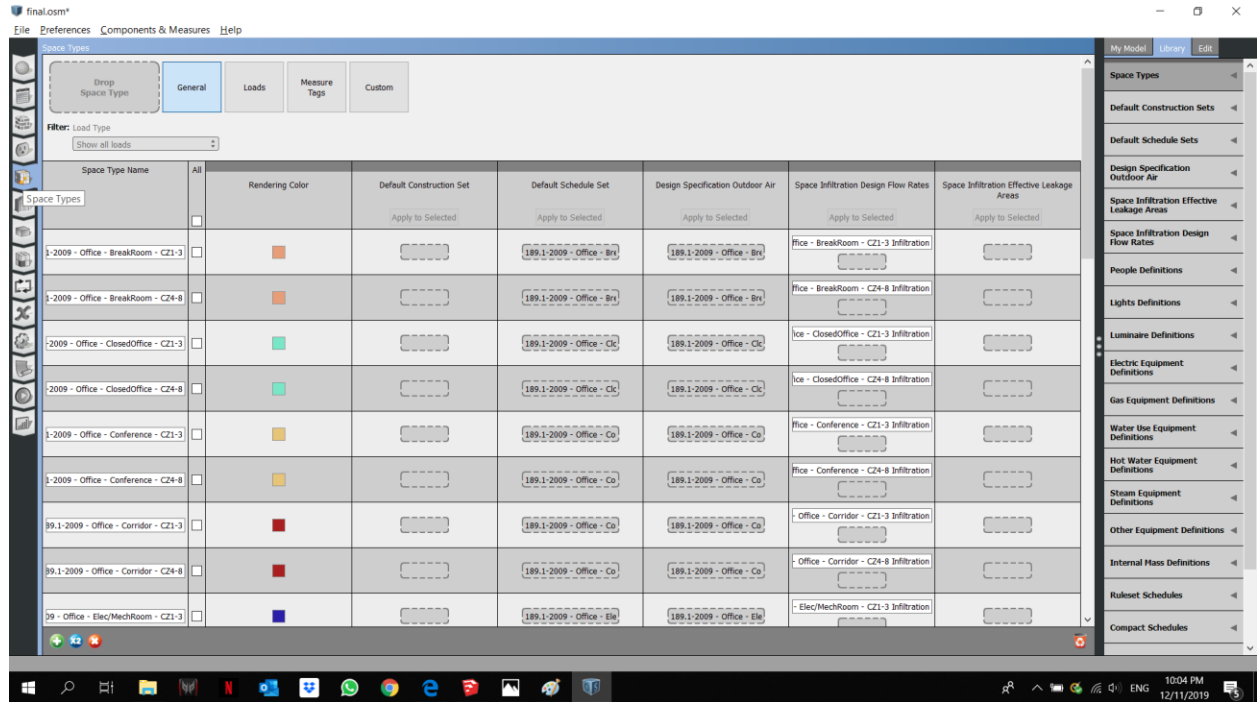 final.osm*
File Preferences Components & Measures Help
Space Types
My Model Library Edit
Drop
Space Type
General
Loads
Measure
Tags
Custom
Filter: Load Type
Show all loads
Space Type Name
All
Rendering Color
Default Construction Set
Default Schedule Set
Design Specification Outdoor Air
Space Infiltration Design Flow Rates
Space Infiltration Effective Leakage
Areas
Space Types
Apply to Selected
Apply to Selected
Apply to Selected
Apply to Selected
Apply to Selected
1-2009 - Office - BreakRoom - CZ1-3
189.1-2009 - Office - Bre
189.1-2009 - Office - Bre
ffice - BreakRoom - CZ1-3 Infiltration
1-2009 - Office - BreakRoom - CZ4-8
189.1-2009 - Office - Bre
189.1-2009 - Office - Bre
ffice - BreakRoom - CZ4-8 Infiltration
-2009 - Office - ClosedOffice - CZ1-3
189.1-2009 - Office - Clc
189.1-2009 - Office - Clc
ice - ClosedOffice - CZ1-3 Infiltration
-2009 - Office - ClosedOffice - CZ4-8
189.1-2009 - Office - Clc
189.1-2009 - Office - Clc
ice - ClosedOffice - CZ4-8 Infiltration
1-2009 - Office - Conference - CZ1-3
189.1-2009 - Office - Co
189.1-2009 - Office - Co
ffice - Conference - CZ1-3 Infiltration
1-2009 - Office - Conference - CZ4-8
189.1-2009 - Office - Co
189.1-2009 - Office - Co
ffice - Conference - CZ4-8 Infiltration
89.1-2009 - Office - Corridor - CZ1-3
189.1-2009 - Office - Co
189.1-2009 - Office - Co
- Office - Corridor - CZ1-3 Infiltration
89.1-2009 - Office - Corridor - CZ4-8
189.1-2009 - Office - Co
189.1-2009 - Office - Co
- Office - Corridor - CZ4-8 Infiltration
09 - Office - Elec/MechRoom - CZ1-3
189.1-2009 - Office - Ele
189.1-2009 - Office - Ele
- Elec/MechRoom - CZ1-3 Infiltration
x2
Space Types
Default Construction Sets
Default Schedule Sets
Design Specification
Outdoor Air
Space Infiltration Effective
Leakage Areas
Space Infiltration Design
Flow Rates
People Definitions
Lights Definitions
Luminaire Definitions
Electric Equipment
Definitions
Gas Equipment Definitions
Water Use Equipment
Definitions
Hot Water Equipment
Definitions
Steam Equipment
Definitions
Other Equipment Definitions
Internal Mass Definitions
Ruleset Schedules
Compact Schedules
ENG
10:04 PM
12/11/2019
5